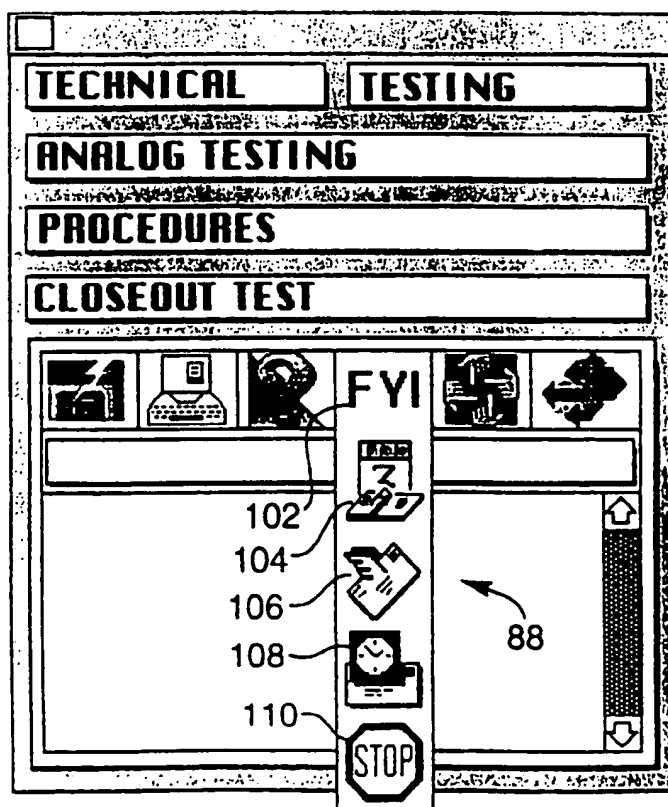 TECHNICAL TESTING
ANALOG TESTING
PROCEDURES
CLOSEOUT TEST
FYI
102
104
106
88
108
110
STOP